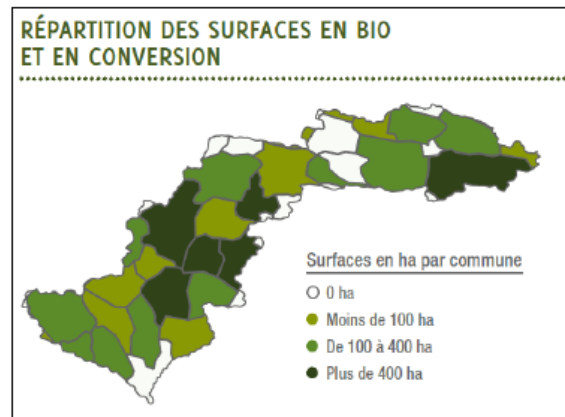 RÉPARTITION DES SURFACES EN BIO
ET EN CONVERSION
Surfaces en ha par commune
0 ha
Moins de 100 ha
De 100 à 400 ha
Plus de 400 ha